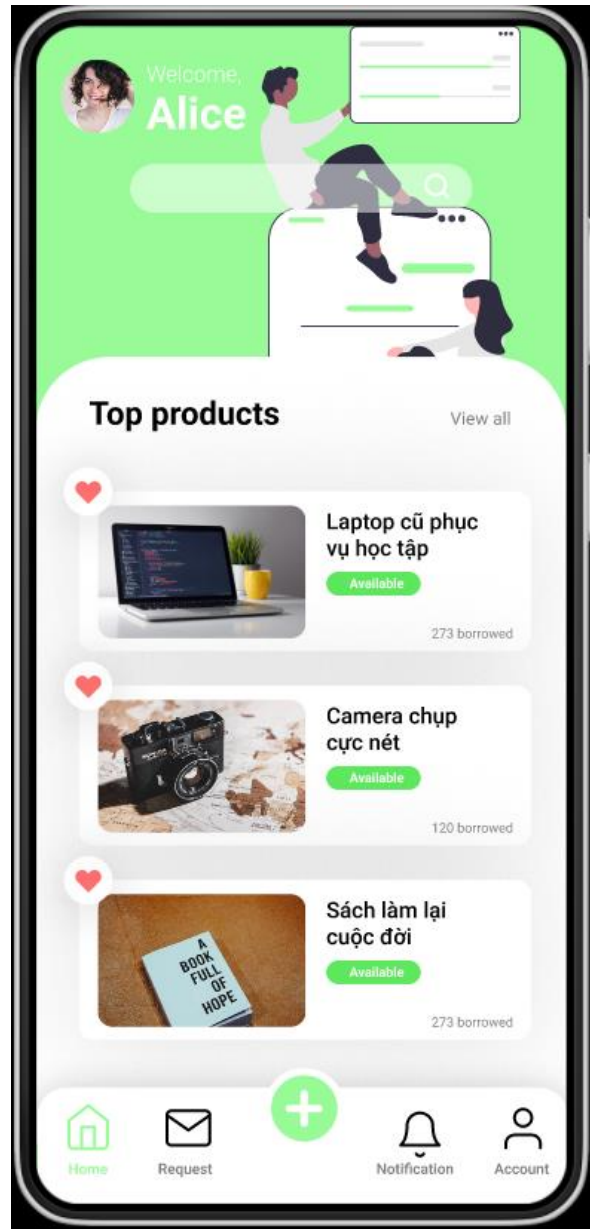 Welcome,
Alice
Top products
View all
Laptop cũ phục
vụ học tập
Available
273 borrowed
Camera chụp
cực nét
Available
120 borrowed
A
BOOK
FULL
OF
HOPE
Sách làm lại
cuộc đời
Available
273 borrowed
Home
Request
Notification
Account